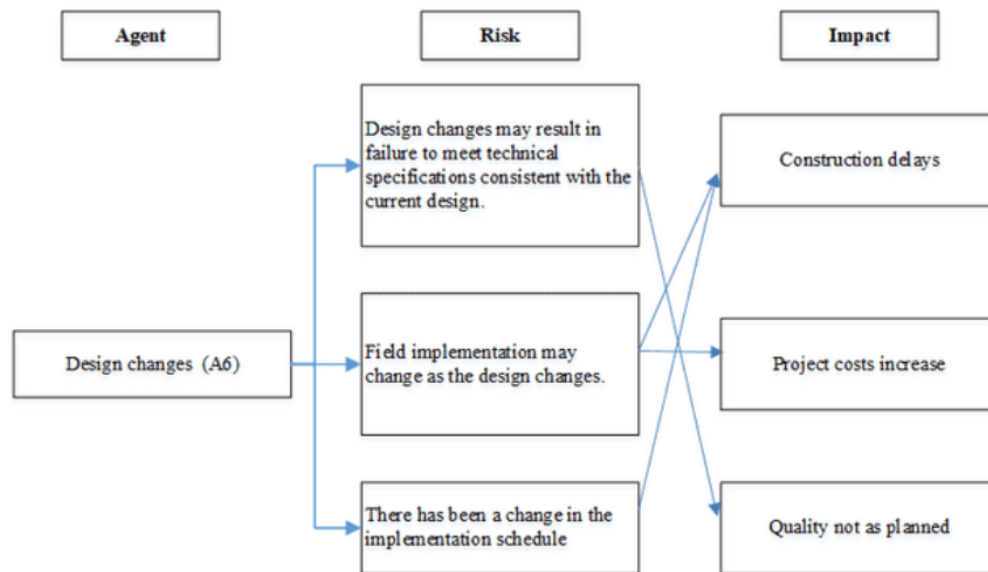 Agent
Risk
Impact
Design changes (A6)
Design changes may result in
failure to meet technical
specifications consistent with the
current design.
Field implementation may
change as the design changes.
There has been a change in the
implementation schedule
Construction delays
Project costs increase
Quality not as planned